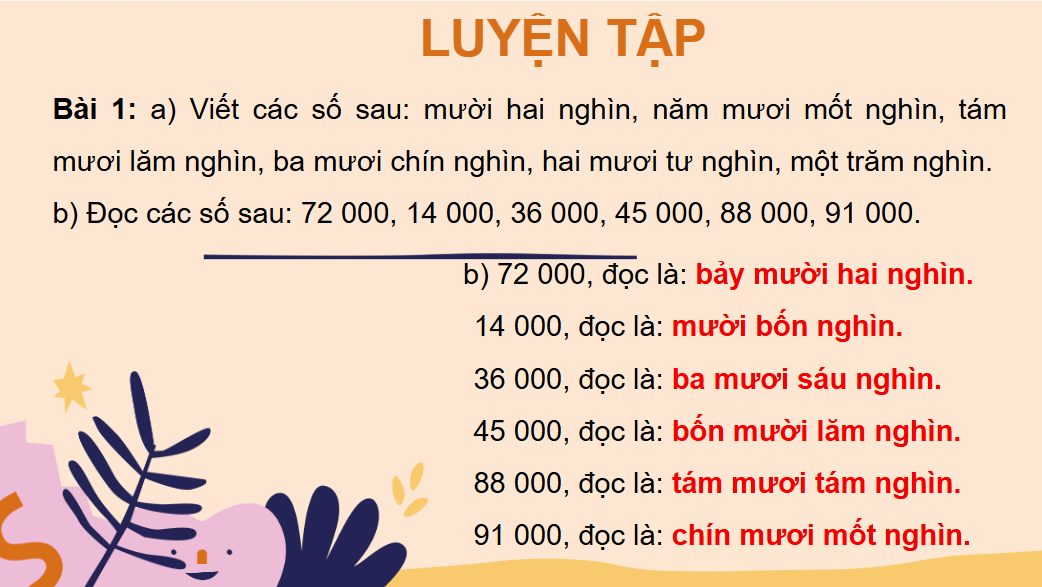 LUYỆN TẬP
Bài 1: a) Viết các số sau: mười hai nghìn, năm mươi mốt nghìn, tám
mươi lăm nghìn, ba mươi chín nghìn, hai mươi tư nghìn, một trăm nghìn.
b) Đọc các số sau: 72 000, 14 000, 36 000, 45 000, 88 000, 91 000.
b) 72 000, đọc là: bảy mười hai nghìn.
14 000, đọc là: mười bốn nghìn.
36 000, đọc là: ba mươi sáu nghìn.
45 000, đọc là: bốn mười lăm nghìn.
88 000, đọc là: tám mươi tám nghìn.
91 000, đọc là: chín mươi mốt nghìn.